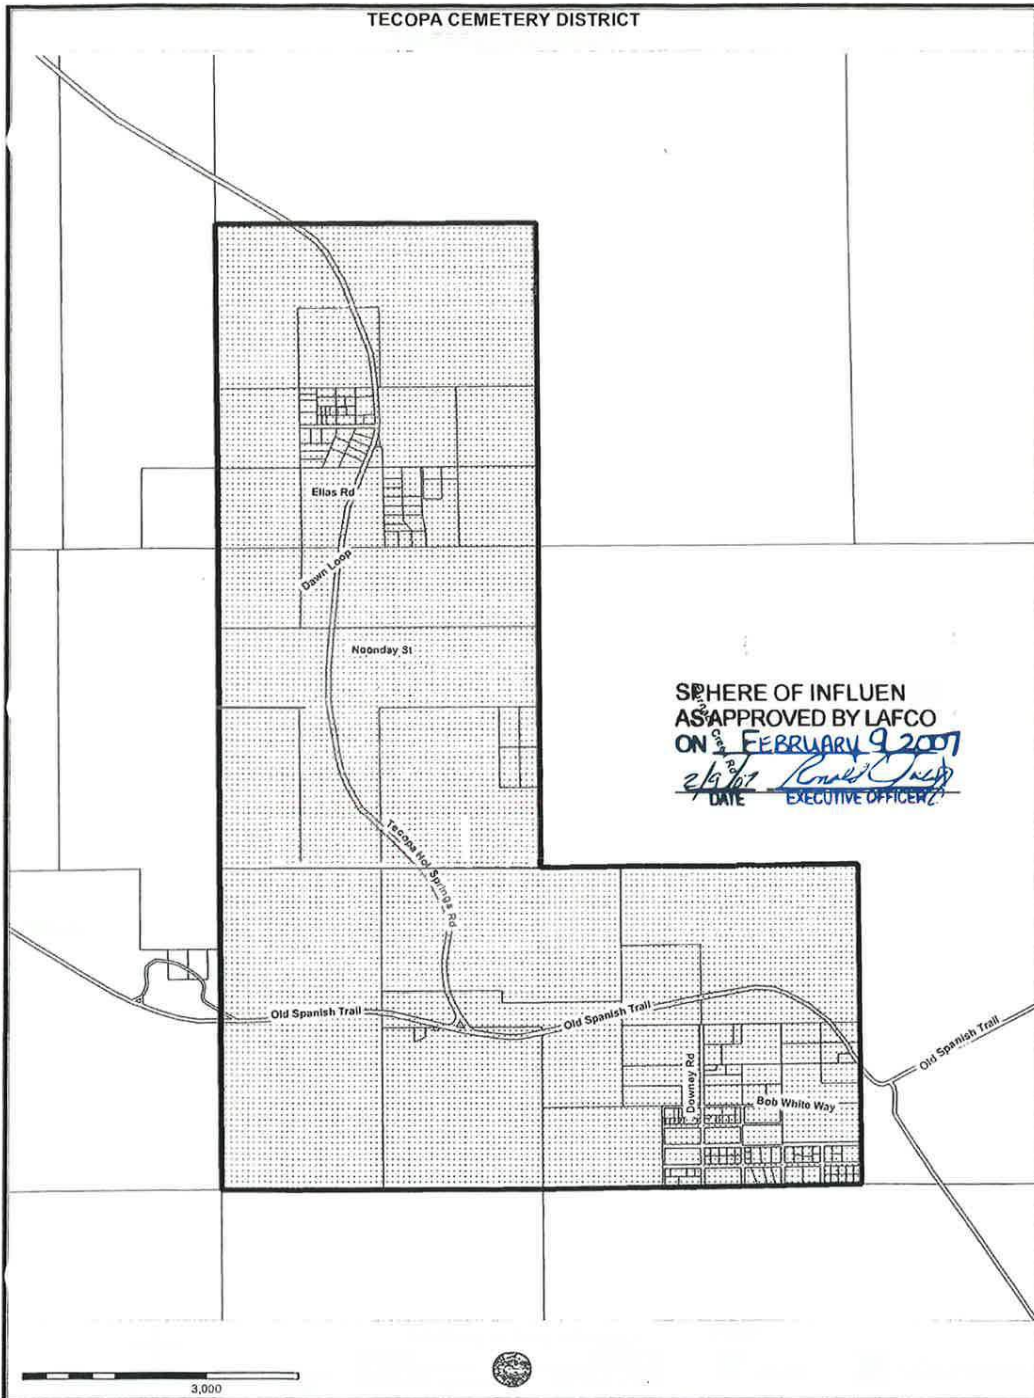 TECOPA CEMETERY DISTRICT
Elias Rd
Dawn Loop
Noonday St
SPHERE OF INFLUEN
AS APPROVED BY LAFCO
ON FEBRUARY 9 2007
2/9/07
DATE EXECUTIVE OFFICER
Tecopa Hot Springs Rd
Old Spanish Trail
Old Spanish Trail
Old Spanish Trail
Downey Rd
Bob White Way
3,000